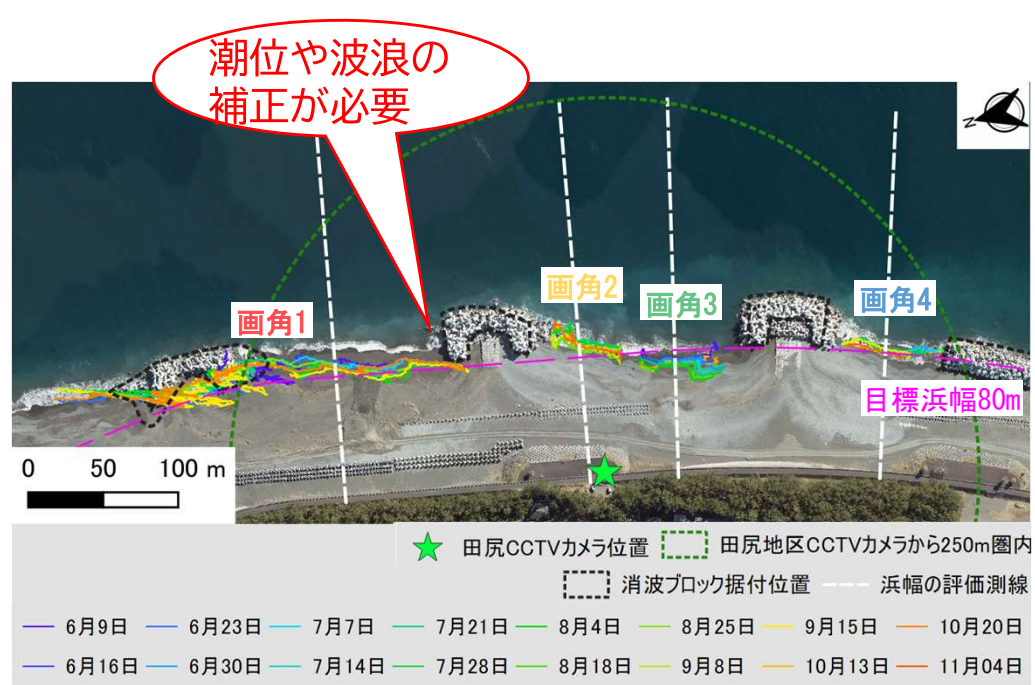 潮位や波浪の
補正が必要
N
画角1
画角2
画角3
画角4
目標浜幅80m
0 50 100 m
田尻CCTVカメラ位置
田尻地区CCTVカメラから250m圏内
消波ブロック据付位置
浜幅の評価測線
6月9日 6月23日 7月7日 7月21日 8月4日 8月25日 9月15日 10月20日
6月16日 6月30日 7月14日 7月28日 8月18日 9月8日 10月13日 11月04日